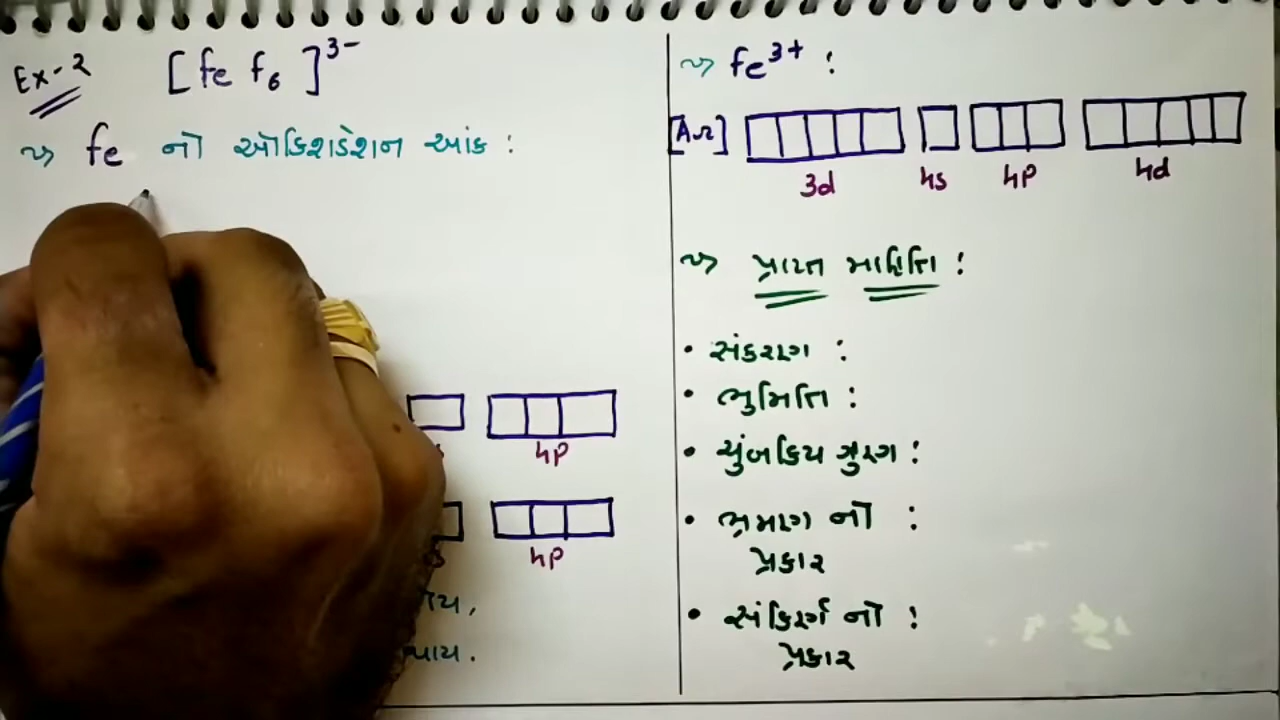 Ex-2 [fe f6]3-
~> fe નો ઓકિશડેશન આંક :
4p
4p
થાય.
~> fe3+ :
[Ar]
3d 4s 4p 4d
~> પ્રાપ્ત માહિતિ :
• સંકરણ :
• ભુમિતિ :
• ચુંબકિય ગુણ :
• ભ્રમણ નો :
પ્રકાર
• સંકિર્ણ નો :
પ્રકાર